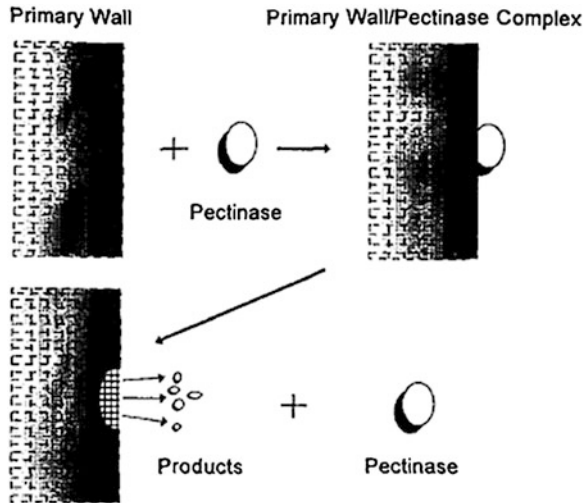 Primary Wall
Primary Wall/Pectinase Complex
+
Pectinase
Products
+
Pectinase